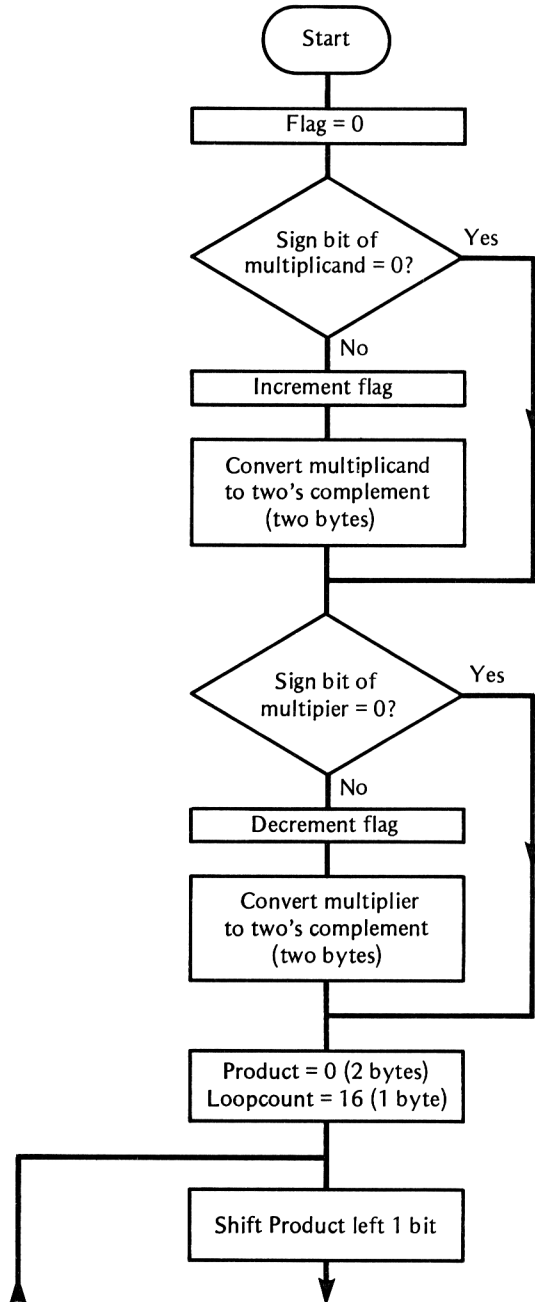 Start
Flag = 0
Sign bit of
multiplicand = 0?
Yes
No
Increment flag
Convert multiplicand
to two's complement
(two bytes)
Sign bit of
multipier = 0?
Yes
No
Decrement flag
Convert multiplier
to two's complement
(two bytes)
Product = 0 (2 bytes)
Loopcount = 16 (1 byte)
Shift Product left 1 bit